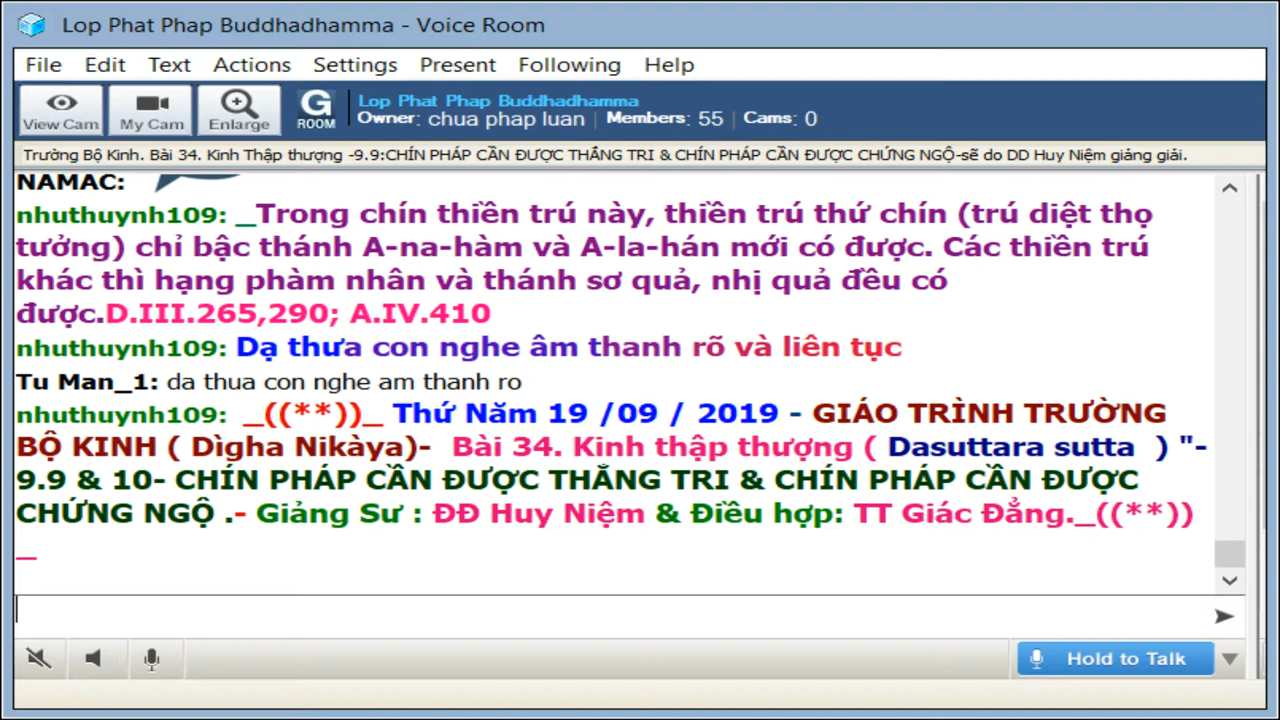 Lop Phat Phap Buddhadhamma - Voice Room
File Edit Text Actions Settings Present Following Help
View Cam My Cam Enlarge G ROOM
Lop Phat Phap Buddhadhamma
Owner: chua phap luan | Members: 55 | Cams: 0
Trường Bộ Kinh. Bài 34. Kinh Thập thượng -9.9:CHÍN PHÁP CẦN ĐƯỢC THẮNG TRI & CHÍN PHÁP CẦN ĐƯỢC CHỨNG NGỘ-sẽ do DD Huy Niệm giảng giải.
NAMAC:
nhuthuynh109: _Trong chín thiền trú này, thiền trú thứ chín (trú diệt thọ
tưởng) chỉ bậc thánh A-na-hàm và A-la-hán mới có được. Các thiền trú
khác thì hạng phàm nhân và thánh sơ quả, nhị quả đều có
được.D.III.265,290; A.IV.410
nhuthuynh109: Dạ thưa con nghe âm thanh rõ và liên tục
Tu Man_1: da thua con nghe am thanh ro
nhuthuynh109: _((**))_ Thứ Năm 19 /09 / 2019 - GIÁO TRÌNH TRƯỜNG
BỘ KINH ( Dìgha Nikàya)- Bài 34. Kinh thập thượng ( Dasuttara sutta ) "-
9.9 & 10- CHÍN PHÁP CẦN ĐƯỢC THẮNG TRI & CHÍN PHÁP CẦN ĐƯỢC
CHỨNG NGỘ .- Giảng Sư : ĐĐ Huy Niệm & Điều hợp: TT Giác Đẳng._((**))
_
Hold to Talk